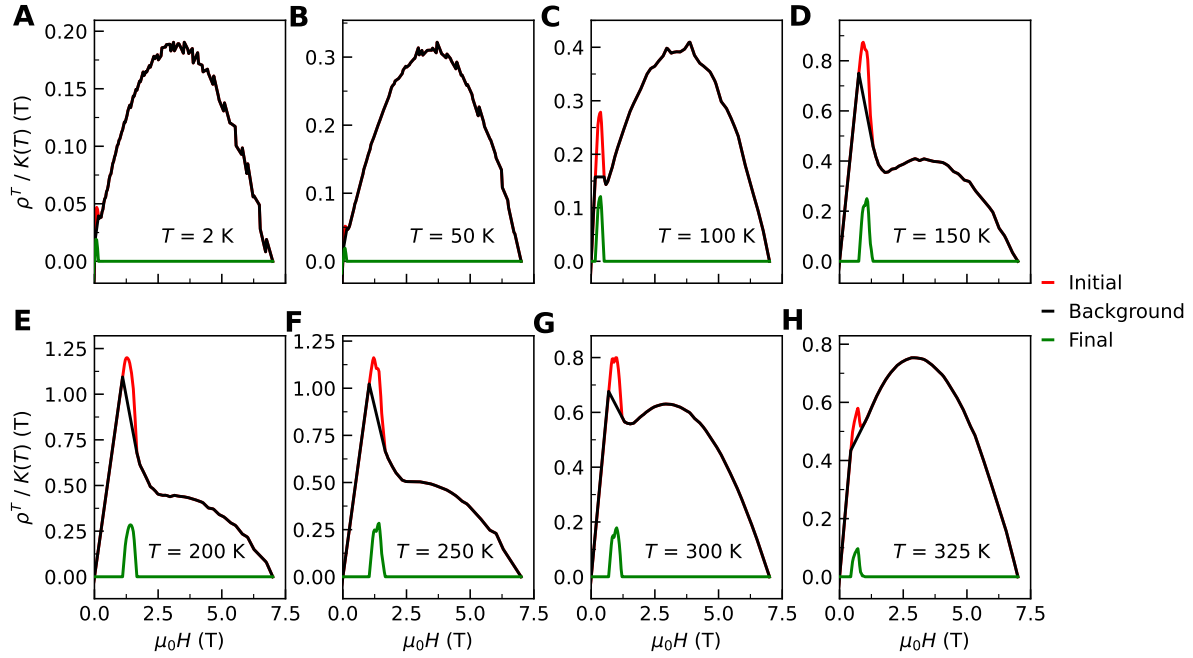 A
B
C
D
0.20
0.15
0.10
0.05
0.00
ρ^T / K(T) (T)
T = 2 K
0.3
0.2
0.1
0.0
T = 50 K
0.4
0.3
0.2
0.1
0.0
T = 100 K
0.8
0.6
0.4
0.2
0.0
T = 150 K
Initial
Background
Final
E
F
G
H
1.25
1.00
0.75
0.50
0.25
0.00
ρ^T / K(T) (T)
T = 200 K
0.0 2.5 5.0 7.5
μ₀H (T)
1.25
1.00
0.75
0.50
0.25
0.00
T = 250 K
0.0 2.5 5.0 7.5
μ₀H (T)
0.8
0.6
0.4
0.2
0.0
T = 300 K
0.0 2.5 5.0 7.5
μ₀H (T)
0.8
0.6
0.4
0.2
0.0
T = 325 K
0.0 2.5 5.0 7.5
μ₀H (T)